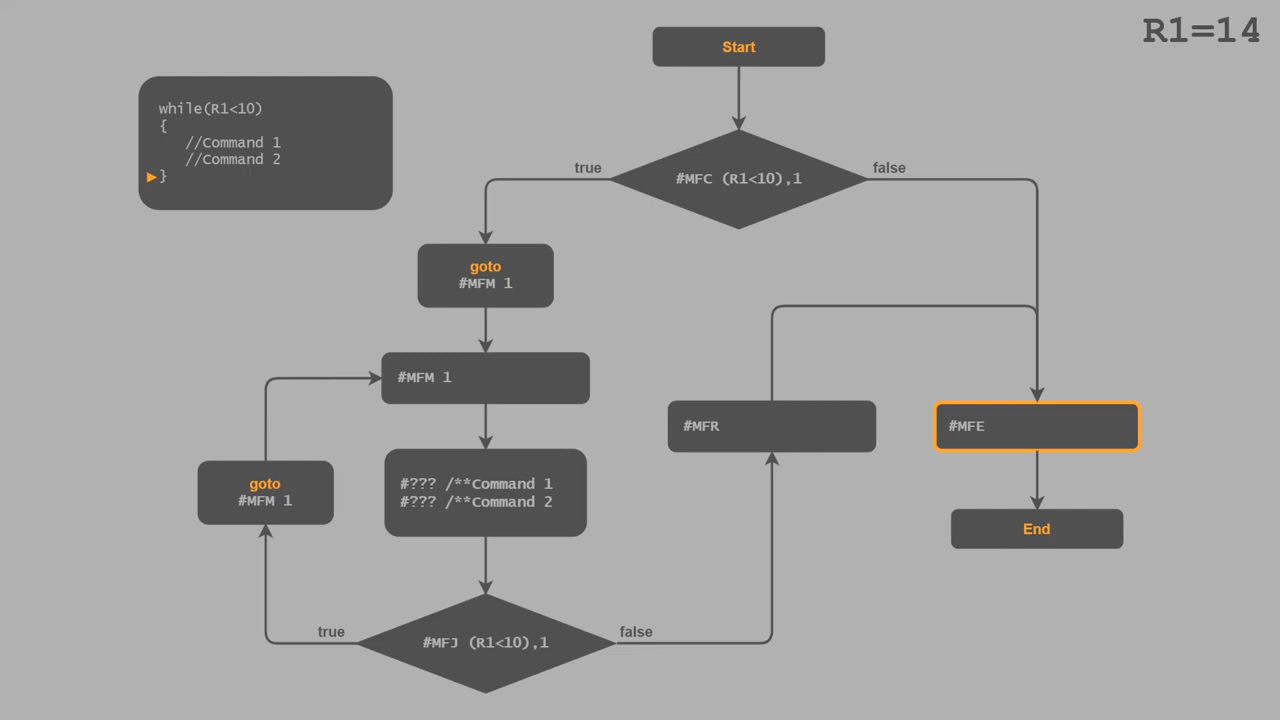 R1=14
Start
while(R1<10)
{
//Command 1
//Command 2
}
true
#MFC (R1<10),1
false
goto
#MFM 1
#MFM 1
#MFR
#MFE
goto
#MFM 1
#??? /**Command 1
#??? /**Command 2
End
true
#MFJ (R1<10),1
false